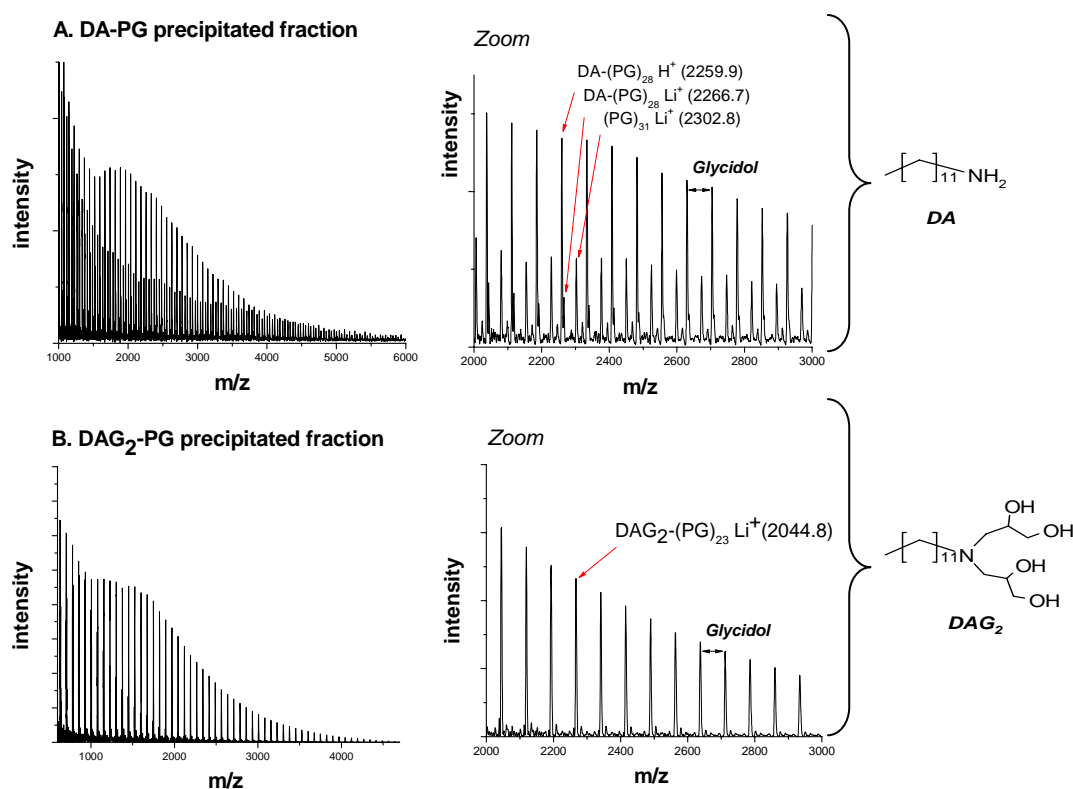 A. DA-PG precipitated fraction
intensity
1000 2000 3000 4000 5000 6000
m/z
Zoom
DA-(PG)28 H+ (2259.9)
DA-(PG)28 Li+ (2266.7)
(PG)31 Li+ (2302.8)
Glycidol
intensity
2000 2200 2400 2600 2800 3000
m/z
11 NH2
DA
B. DAG2-PG precipitated fraction
intensity
1000 2000 3000 4000
m/z
Zoom
DAG2-(PG)23 Li+(2044.8)
Glycidol
intensity
2000 2200 2400 2600 2800 3000
m/z
OH
OH
11 N
OH
OH
DAG2